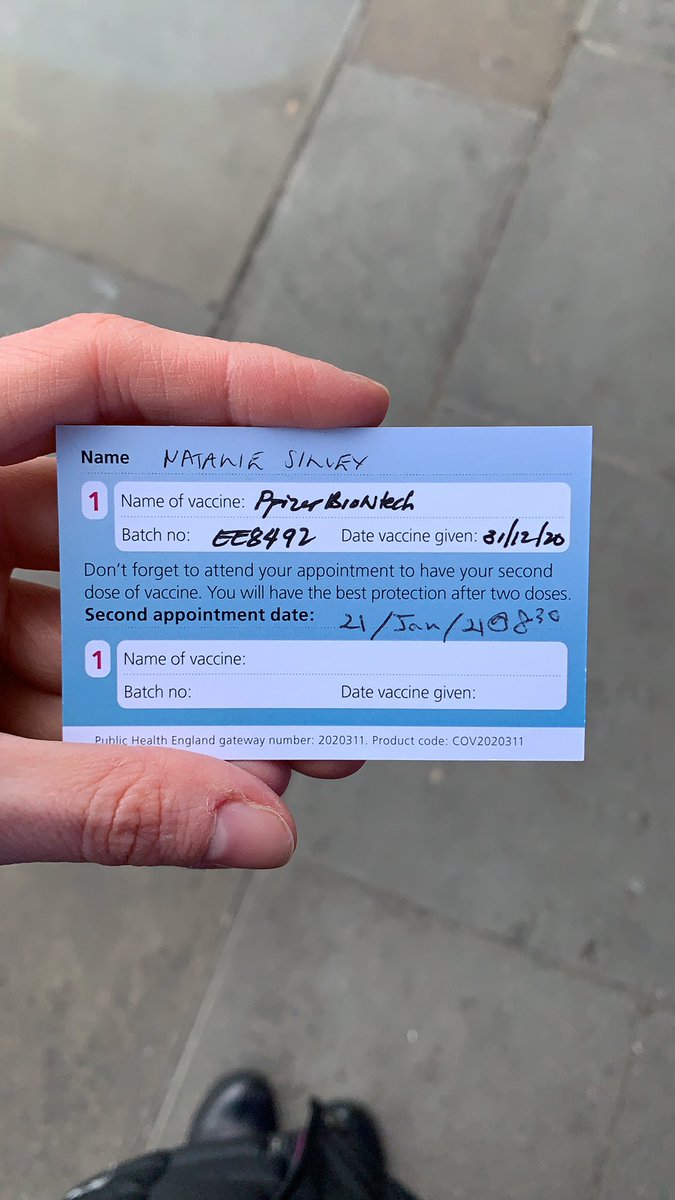 Name NATALIE SILVEY
1 Name of vaccine: Pfizer BioNtech
Batch no: EE8492 Date vaccine given: 31/12/20
Don't forget to attend your appointment to have your second
dose of vaccine. You will have the best protection after two doses.
Second appointment date: 21/Jan/21 @ 8³⁰
1 Name of vaccine:
Batch no: Date vaccine given:
Public Health England gateway number: 2020311. Product code: COV2020311